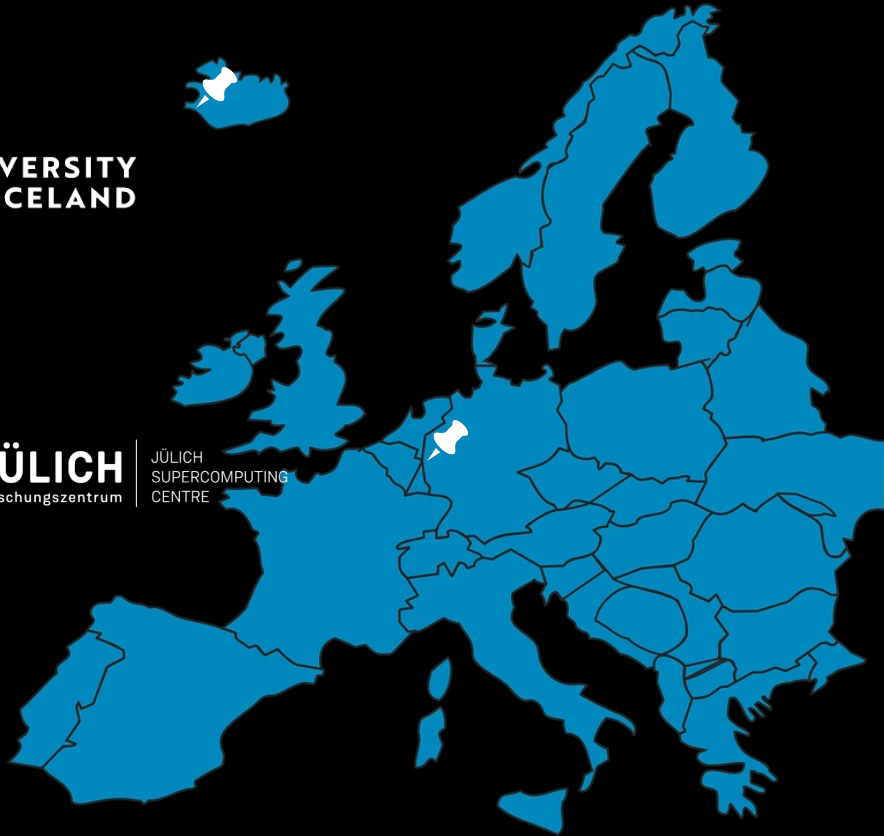 VERSITY
CELAND
ÜLICH
schungszentrum
JÜLICH
SUPERCOMPUTING
CENTRE